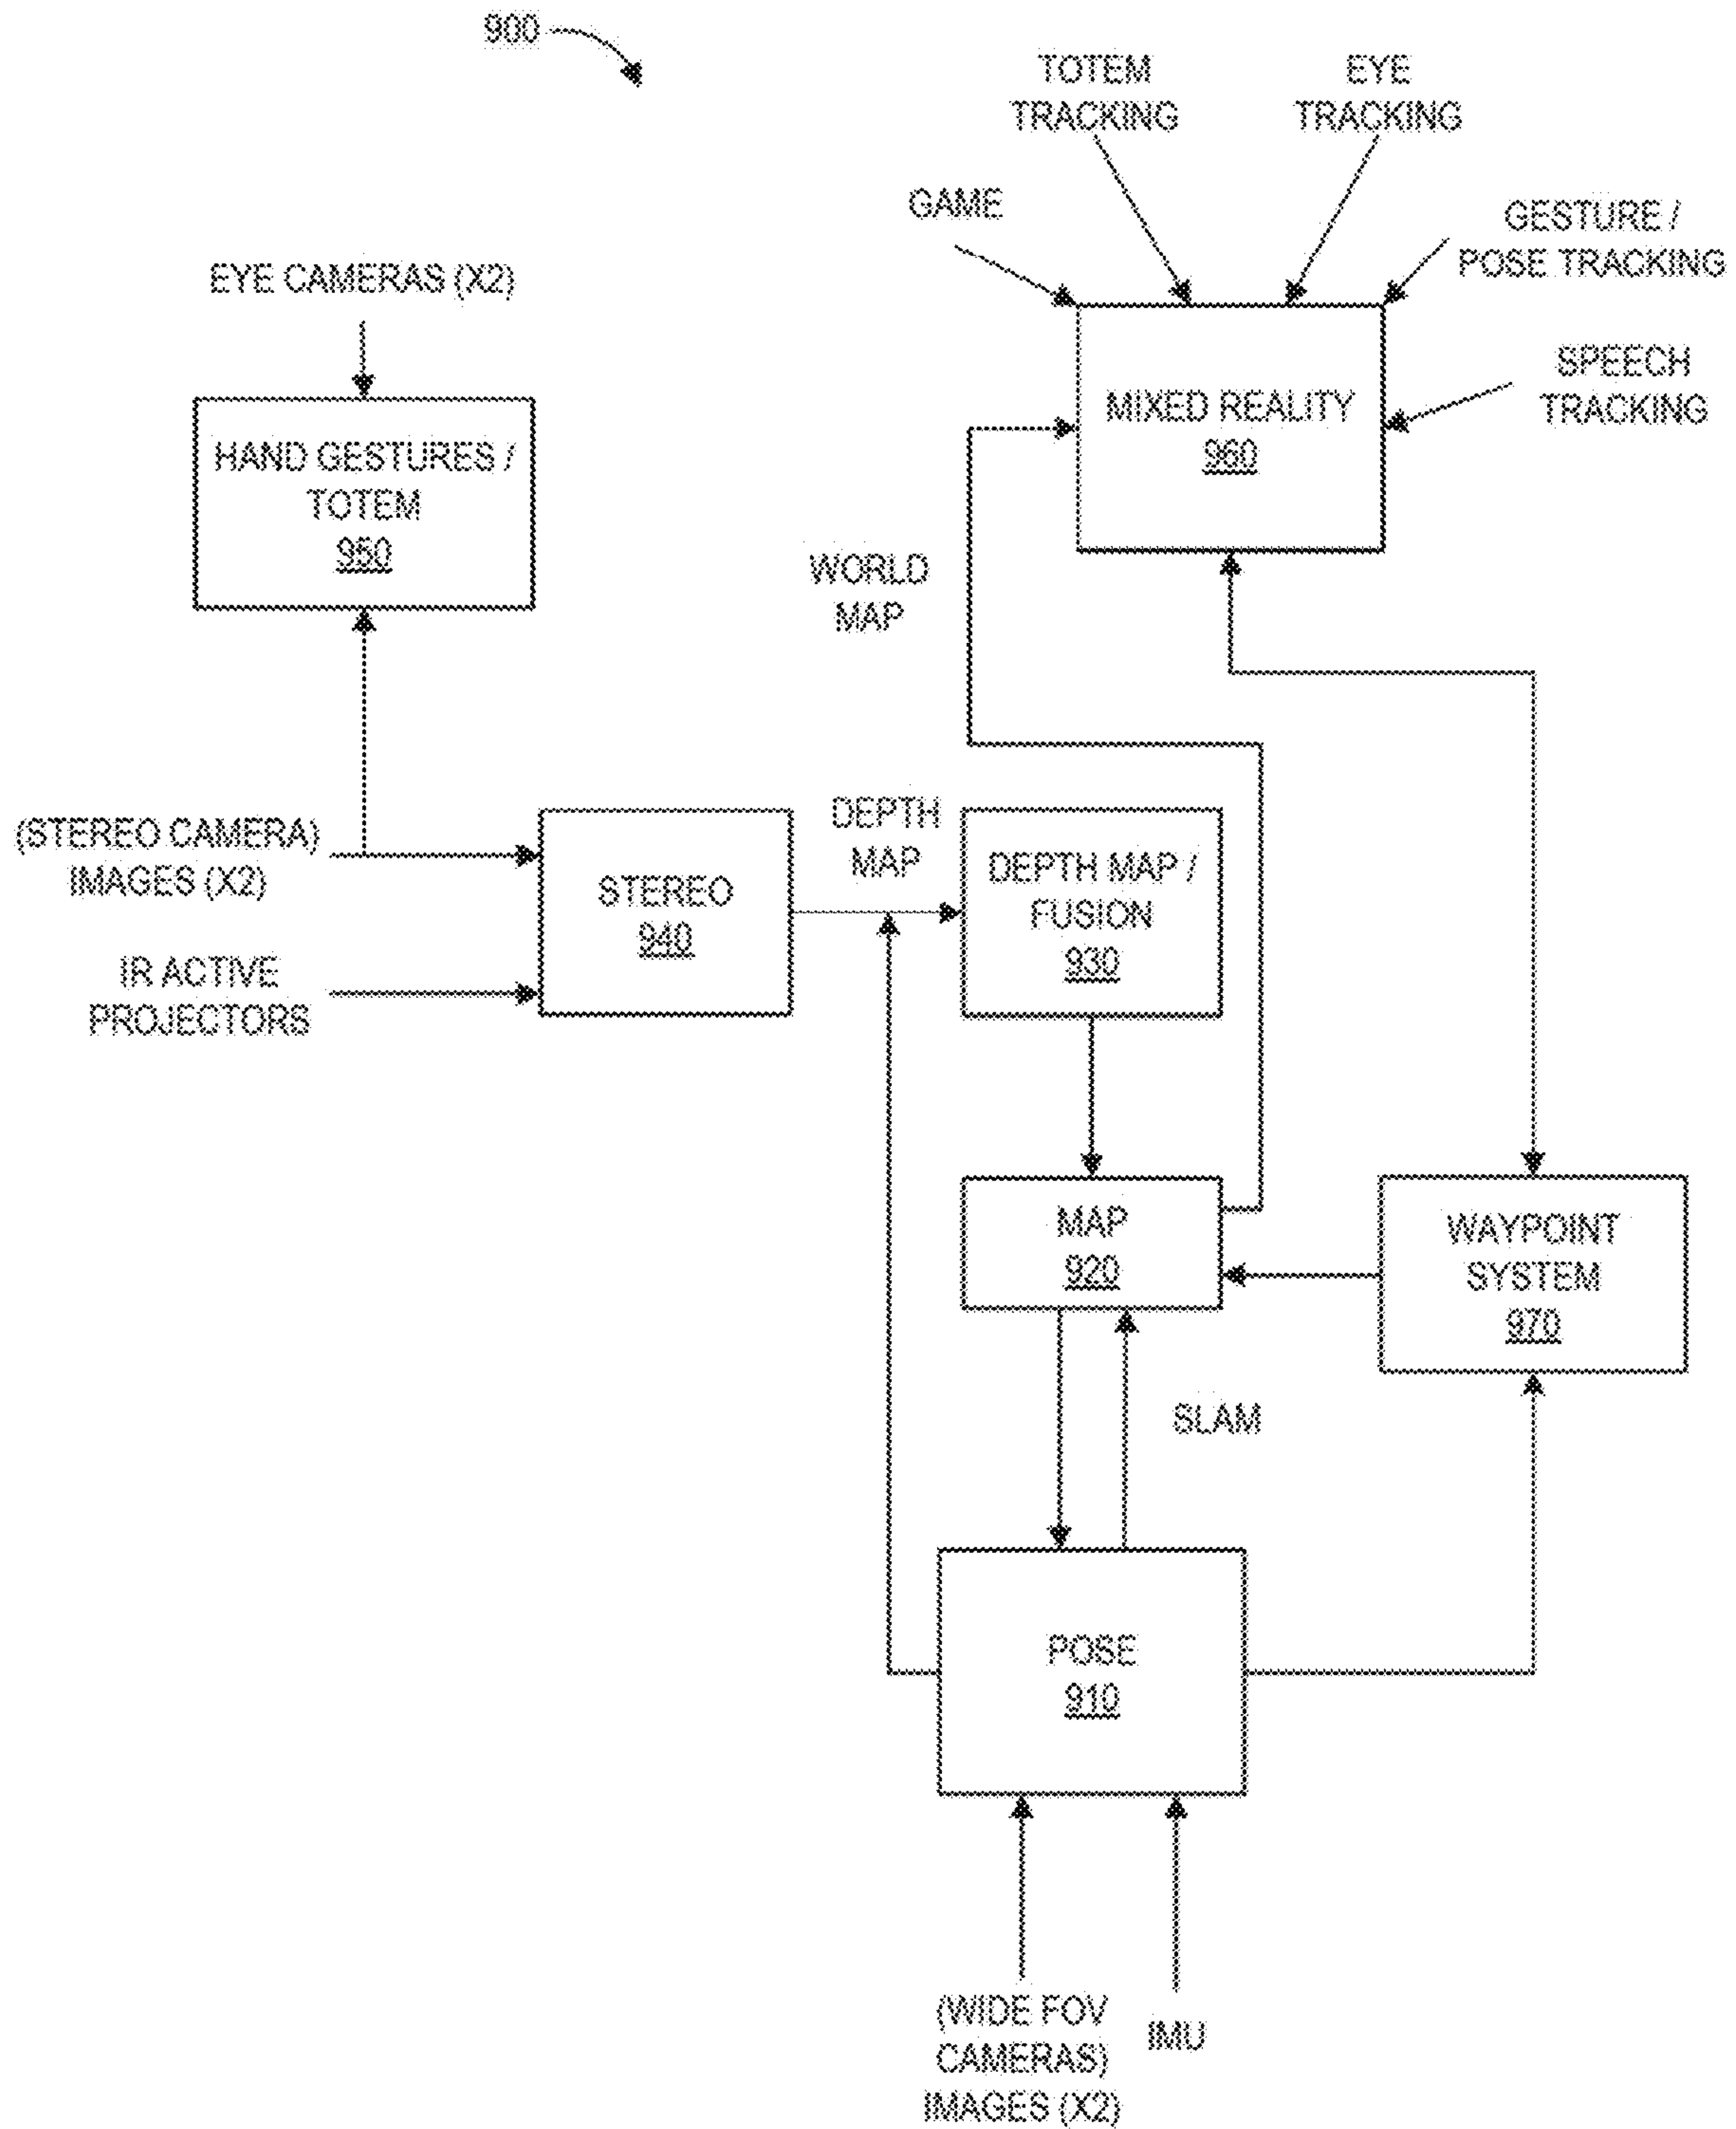 900
TOTEM
TRACKING
EYE
TRACKING
GAME
GESTURE /
POSE TRACKING
EYE CAMERAS (X2)
SPEECH
TRACKING
MIXED REALITY
960
HAND GESTURES /
TOTEM
950
WORLD
MAP
(STEREO CAMERA)
IMAGES (X2)
DEPTH
MAP
STEREO
940
DEPTH MAP /
FUSION
930
IR ACTIVE
PROJECTORS
MAP
920
WAYPOINT
SYSTEM
970
SLAM
POSE
910
(WIDE FOV
CAMERAS)
IMAGES (X2)
IMU